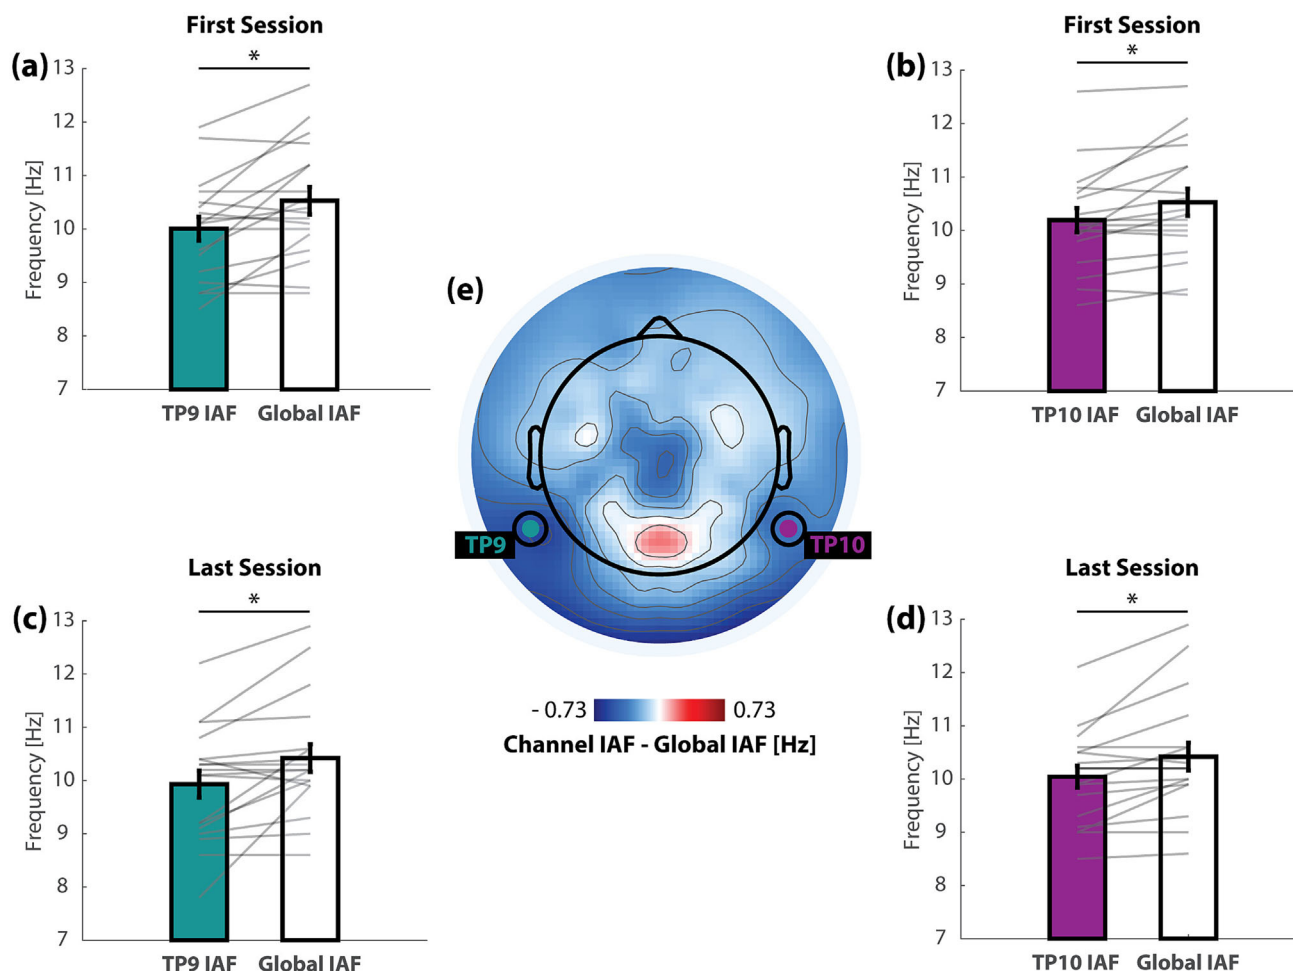 First Session
(a)
*
13
12
11
10
9
8
7
Frequency [Hz]
TP9 IAF
Global IAF
First Session
(b)
*
13
12
11
10
9
8
7
Frequency [Hz]
TP10 IAF
Global IAF
(e)
TP9
TP10
- 0.73
0.73
Channel IAF - Global IAF [Hz]
Last Session
(c)
*
13
12
11
10
9
8
7
Frequency [Hz]
TP9 IAF
Global IAF
Last Session
(d)
*
13
12
11
10
9
8
7
Frequency [Hz]
TP10 IAF
Global IAF